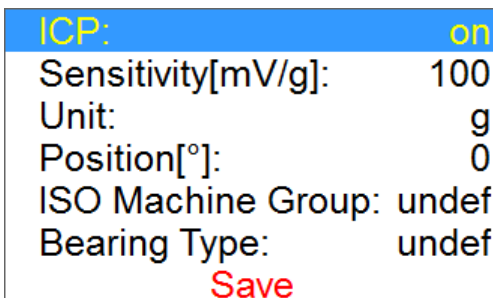 ICP: on
Sensitivity[mV/g]: 100
Unit: g
Position[°]: 0
ISO Machine Group: undef
Bearing Type: undef
Save